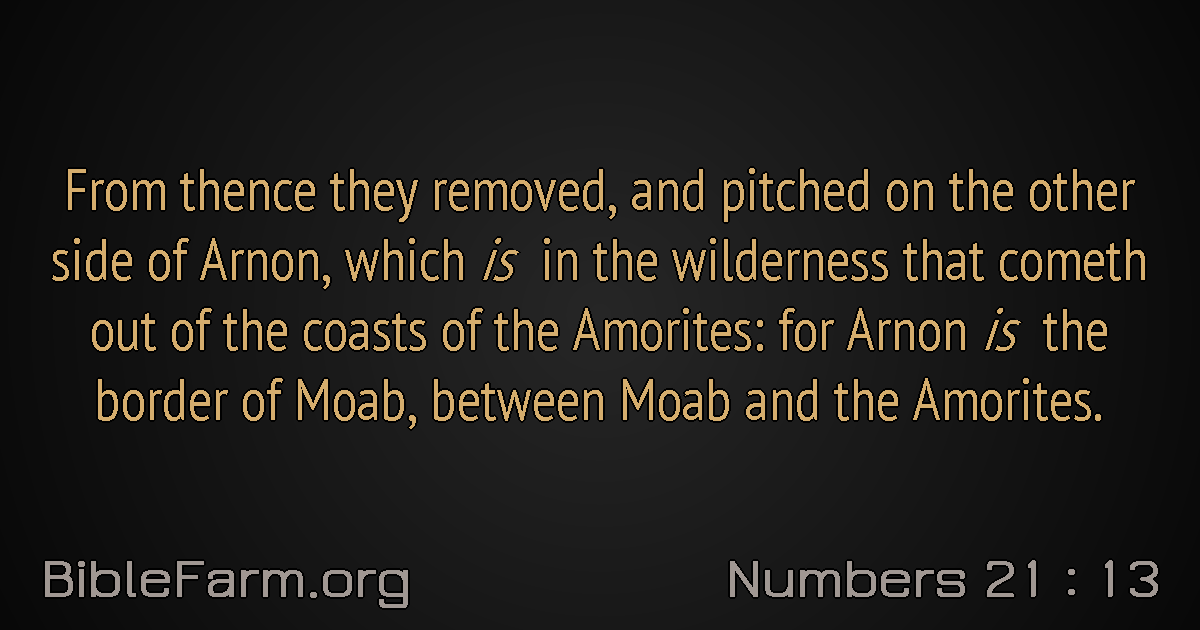 From thence they removed, and pitched on the other
side of Arnon, which is in the wilderness that cometh
out of the coasts of the Amorites: for Arnon is the
border of Moab, between Moab and the Amorites.
BibleFarm.org
Numbers 21 : 13